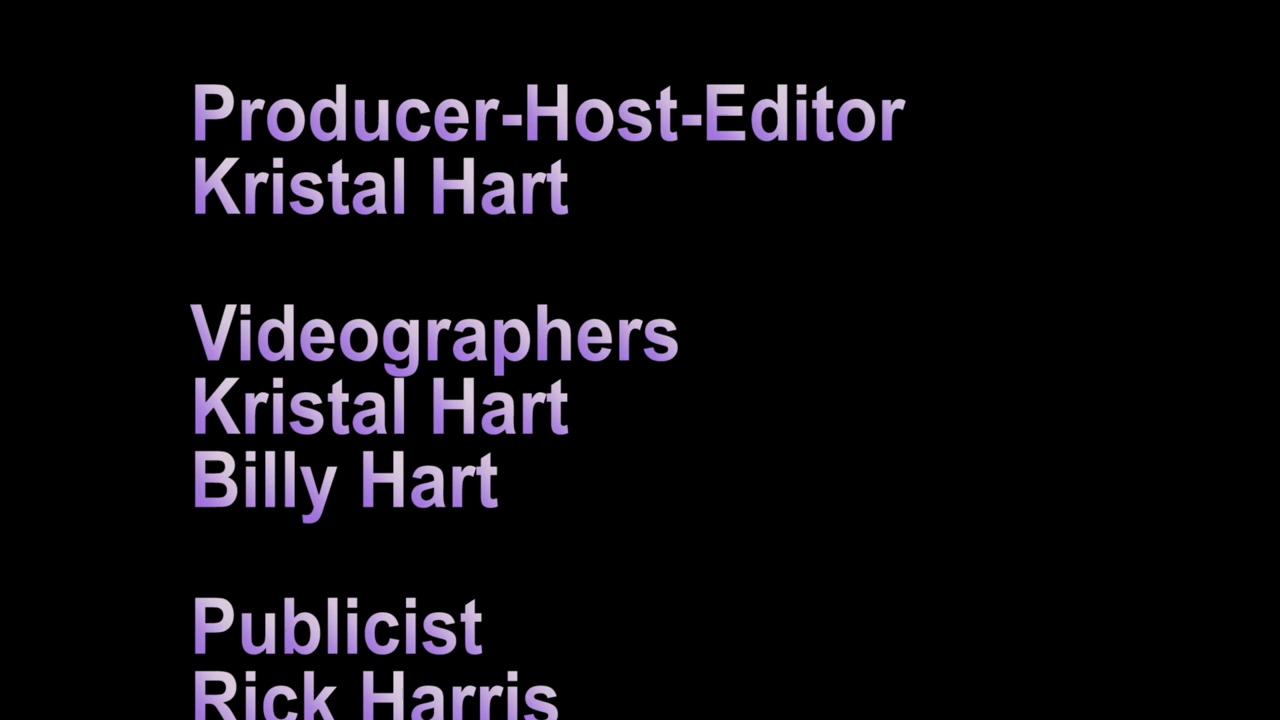 Producer-Host-Editor
Kristal Hart
Videographers
Kristal Hart
Billy Hart
Publicist
Rick Harris